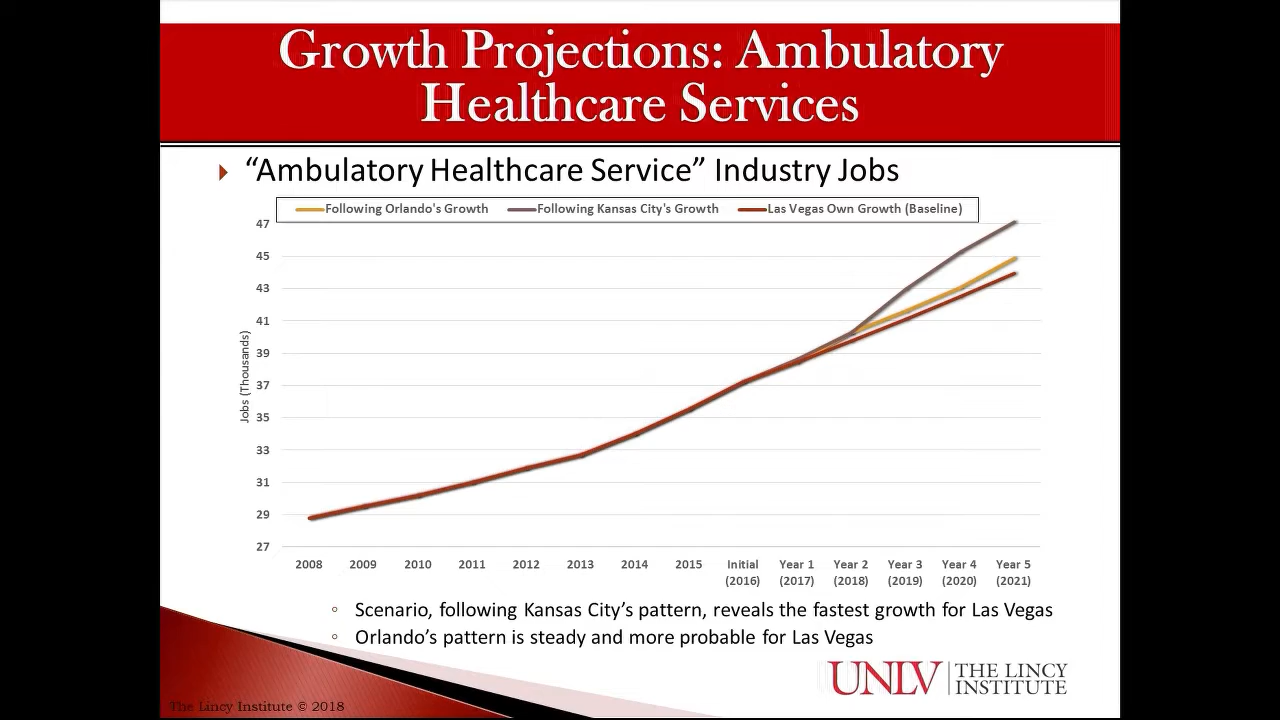 Growth Projections: Ambulatory
Healthcare Services
“Ambulatory Healthcare Service” Industry Jobs
Following Orlando's Growth
Following Kansas City's Growth
Las Vegas Own Growth (Baseline)
47
45
43
41
39
37
35
33
31
29
27
Jobs (Thousands)
2008 2009 2010 2011 2012 2013 2014 2015 Initial Year 1 Year 2 Year 3 Year 4 Year 5
(2016) (2017) (2018) (2019) (2020) (2021)
Scenario, following Kansas City’s pattern, reveals the fastest growth for Las Vegas
Orlando’s pattern is steady and more probable for Las Vegas
UNLV THE LINCY
INSTITUTE
The Lincy Institute © 2018